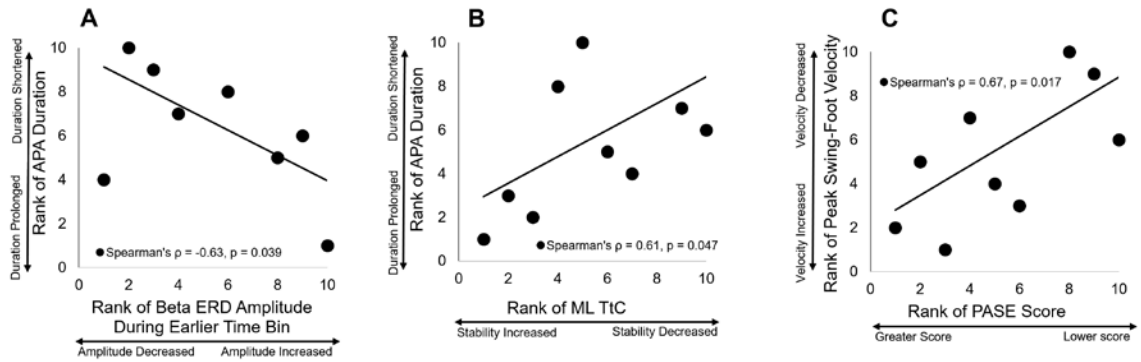 A
Duration Shortened
Duration Prolonged
Rank of APA Duration
10
8
6
4
2
0
Spearman's ρ = -0.63, p = 0.039
0 2 4 6 8 10
Rank of Beta ERD Amplitude
During Earlier Time Bin
Amplitude Decreased Amplitude Increased
B
Duration Shortened
Duration Prolonged
Rank of APA Duration
10
8
6
4
2
0
Spearman's ρ = 0.61, p = 0.047
0 2 4 6 8 10
Rank of ML TtC
Stability Increased Stability Decreased
C
Velocity Decreased
Velocity Increased
Rank of Peak Swing-Foot Velocity
10
8
6
4
2
0
Spearman's ρ = 0.67, p = 0.017
0 2 4 6 8 10
Rank of PASE Score
Greater Score Lower score